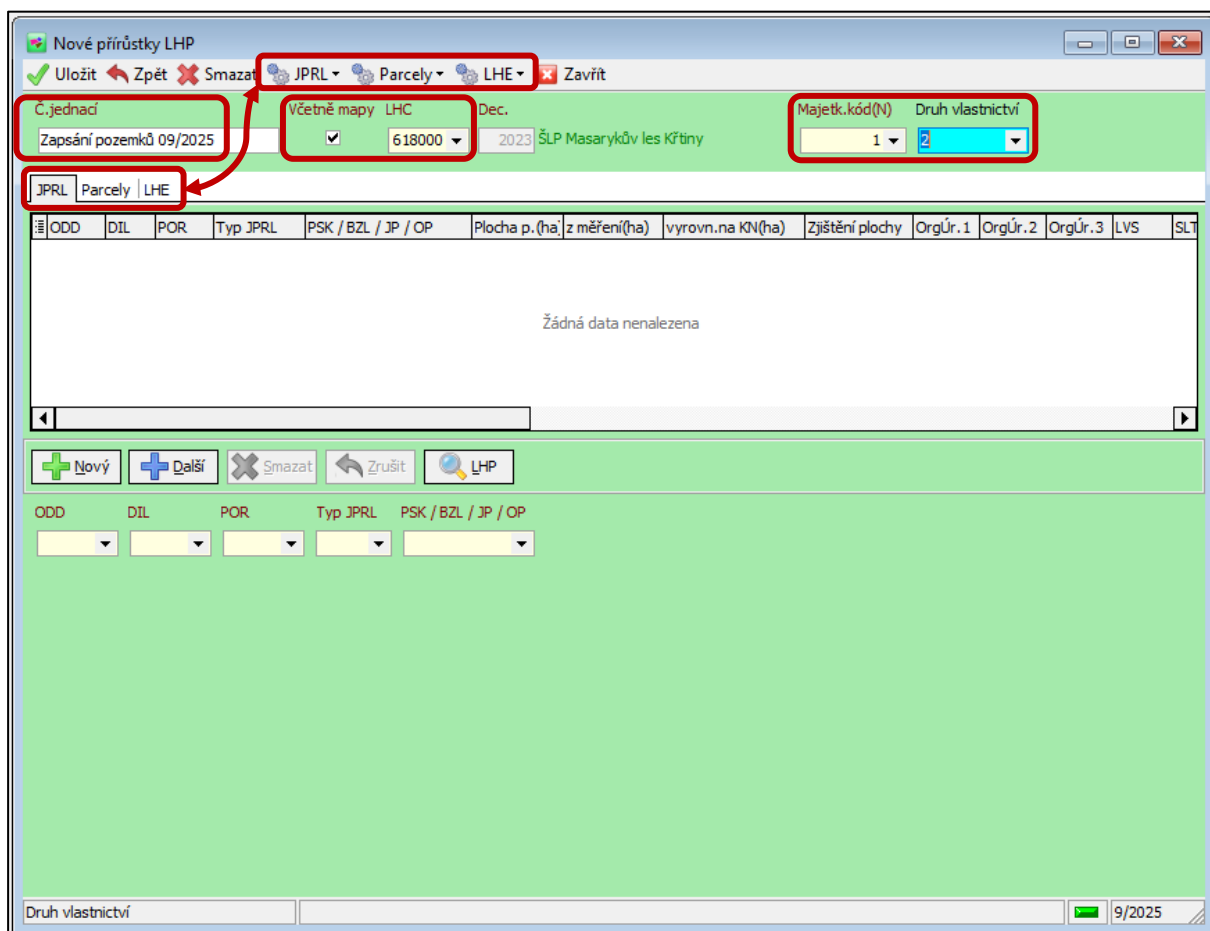 Nové přírůstky LHP
Uložit Zpět Smazat JPRL Parcely LHE Zavřít
Č.jednací Včetně mapy LHC Dec. Majetk.kód(N) Druh vlastnictví
Zapsání pozemků 09/2025 618000 2023 ŠLP Masarykův les Křtiny 1 2
JPRL Parcely LHE
ODD DIL POR Typ JPRL PSK / BZL / JP / OP Plocha p.(ha) z měření(ha) vyrovn.na KN(ha) Zjištění plochy OrgÚr.1 OrgÚr.2 OrgÚr.3 LVS SLT
Žádná data nenalezena
Nový Další Smazat Zrušit LHP
ODD DIL POR Typ JPRL PSK / BZL / JP / OP
Druh vlastnictví 9/2025